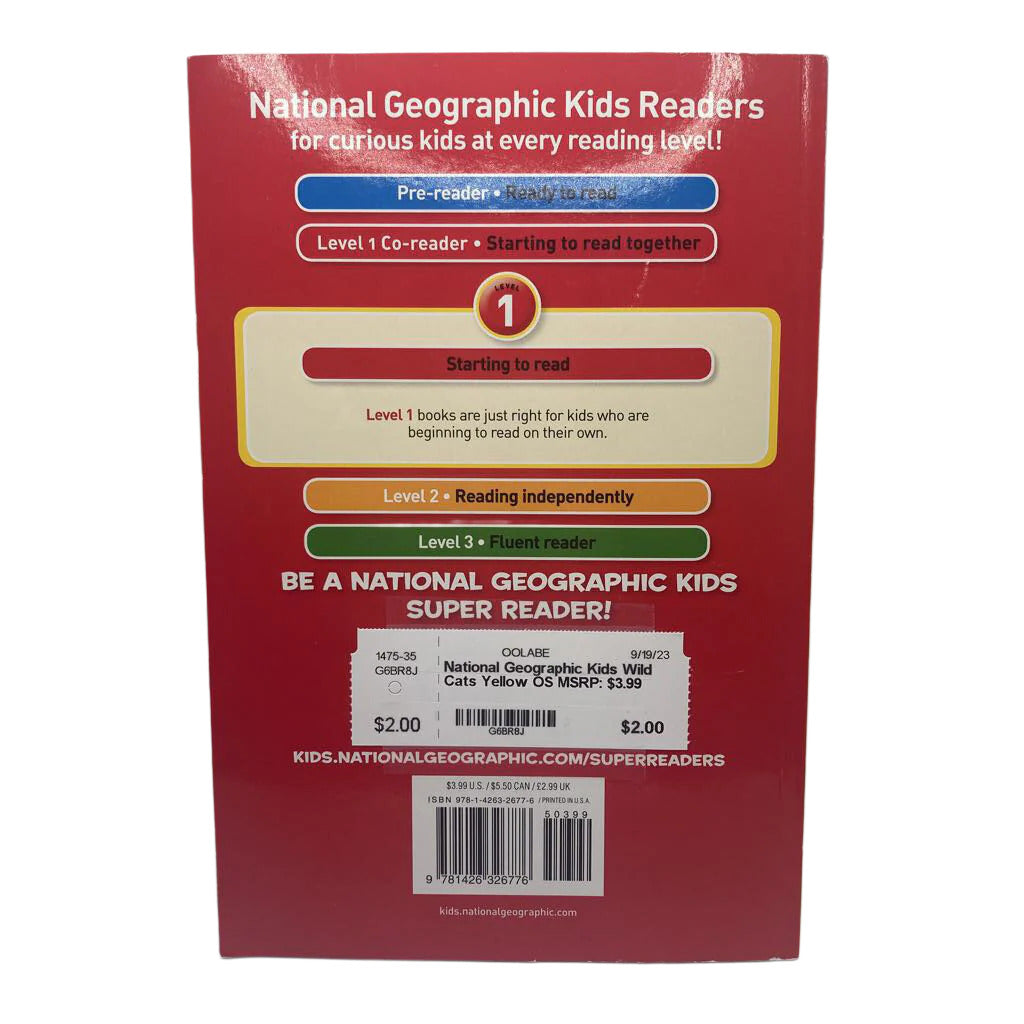 National Geographic Kids Readers
for curious kids at every reading level!
Pre-reader • Ready to read
Level 1 Co-reader • Starting to read together
LEVEL
1
Starting to read
Level 1 books are just right for kids who are
beginning to read on their own.
Level 2 • Reading independently
Level 3 • Fluent reader
BE A NATIONAL GEOGRAPHIC KIDS
SUPER READER!
1475-35
G6BR8J
$2.00
OOLABE 9/19/23
National Geographic Kids Wild
Cats Yellow OS MSRP: $3.99
G6BR8J
$2.00
KIDS.NATIONALGEOGRAPHIC.COM/SUPERREADERS
$3.99 U.S. / $5.50 CAN / £2.99 UK
ISBN 978-1-4263-2677-6 / PRINTED IN U.S.A.
50399
9 781426 326776
kids.nationalgeographic.com